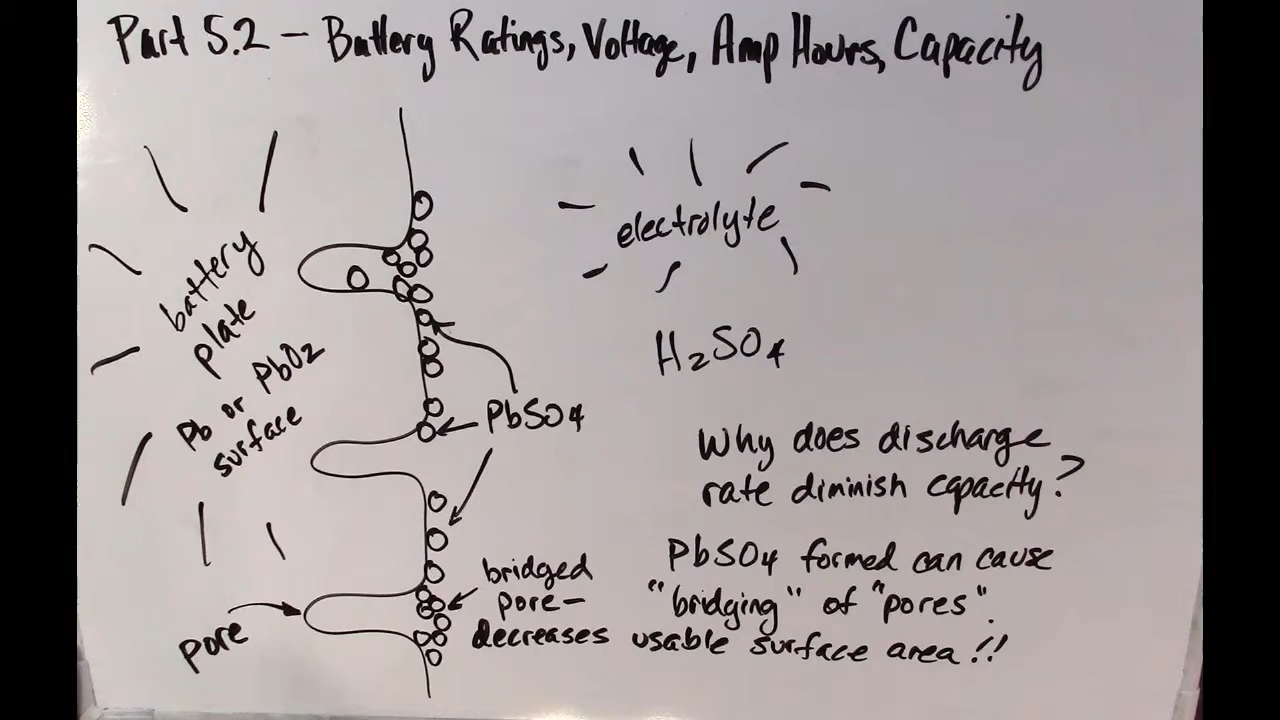 Part 5.2 – Battery Ratings, Voltage, Amp Hours, Capacity
battery
plate
Pb or PbO2
surface
electrolyte
H2SO4
PbSO4
Why does discharge
rate diminish capacity?
PbSO4 formed can cause
"bridging" of "pores".
bridged
pore –
decreases usable surface area!!
pore